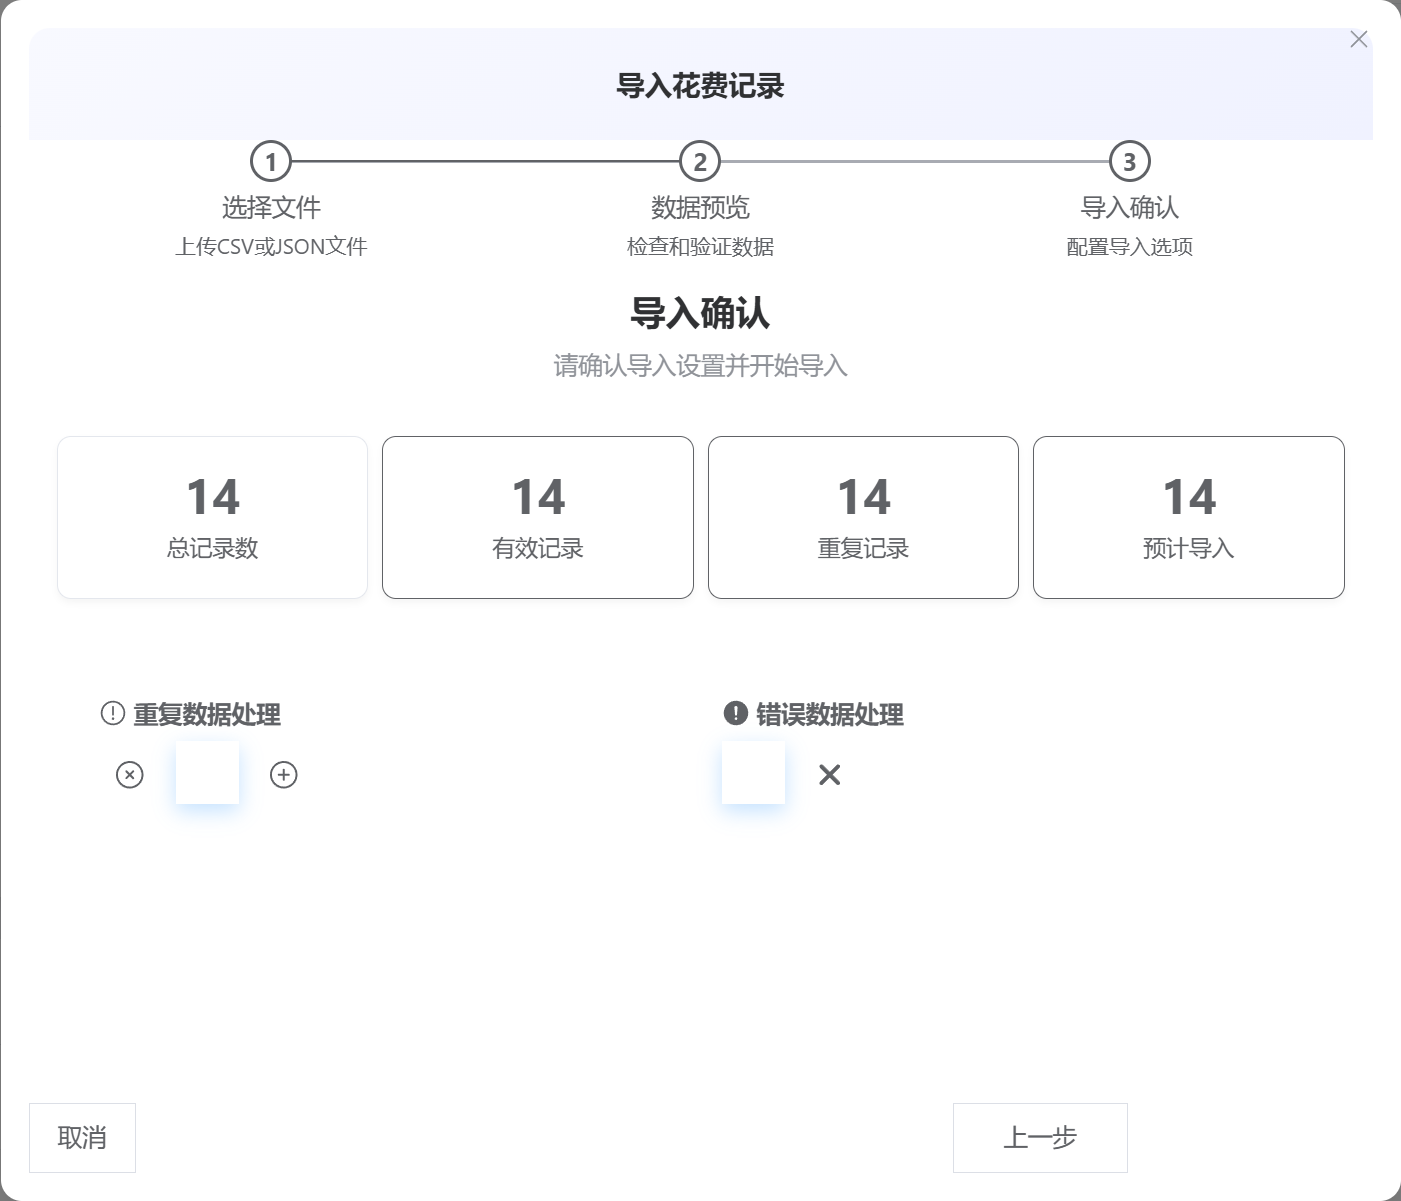 导入花费记录
1
2
3
选择文件
数据预览
导入确认
上传CSV或JSON文件
检查和验证数据
配置导入选项
导入确认
请确认导入设置并开始导入
14
14
14
14
总记录数
有效记录
重复记录
预计导入
重复数据处理
错误数据处理
取消
上一步